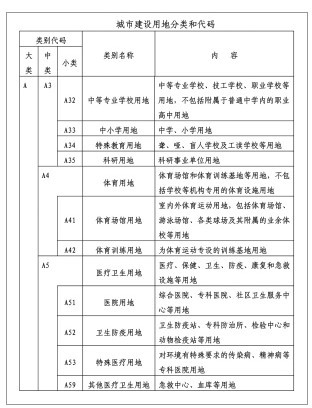 城市建设用地分类和代码
类别代码
类别名称
内 容
大类
中类
小类
A
A3
A32
中等专业学校用地
中等专业学校、技工学校、职业学校等
用地，不包括附属于普通中学内的职业
高中用地
A33
中小学用地
中学、小学用地
A34
特殊教育用地
聋、哑、盲人学校及工读学校等用地
A35
科研用地
科研事业单位用地
A4
体育用地
体育场馆和体育训练基地等用地，不包
括学校等机构专用的体育设施用地
A41
体育场馆用地
室内外体育运动用地，包括体育场馆、
游泳场馆、各类球场及其附属的业余体
校等用地
A42
体育训练用地
为体育运动专设的训练基地用地
A5
医疗卫生用地
医疗、保健、卫生、防疫、康复和急救
设施等用地
A51
医院用地
综合医院、专科医院、社区卫生服务中
心等用地
A52
卫生防疫用地
卫生防疫站、专科防治所、检验中心和
动物检疫站等用地
A53
特殊医疗用地
对环境有特殊要求的传染病、精神病等
专科医院用地
A59
其他医疗卫生用地
急救中心、血库等用地